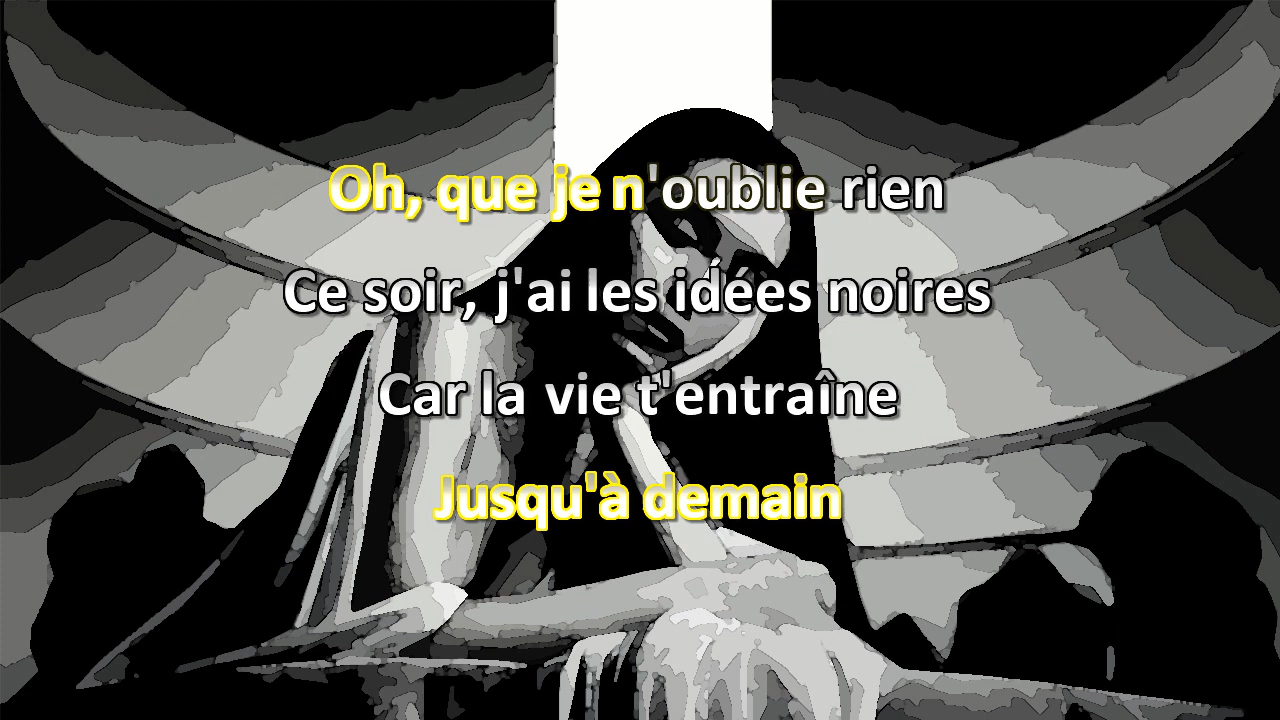 Oh, que je n'oublie rien
Ce soir, j'ai les idées noires
Car la vie t'entraîne
Jusqu'à demain